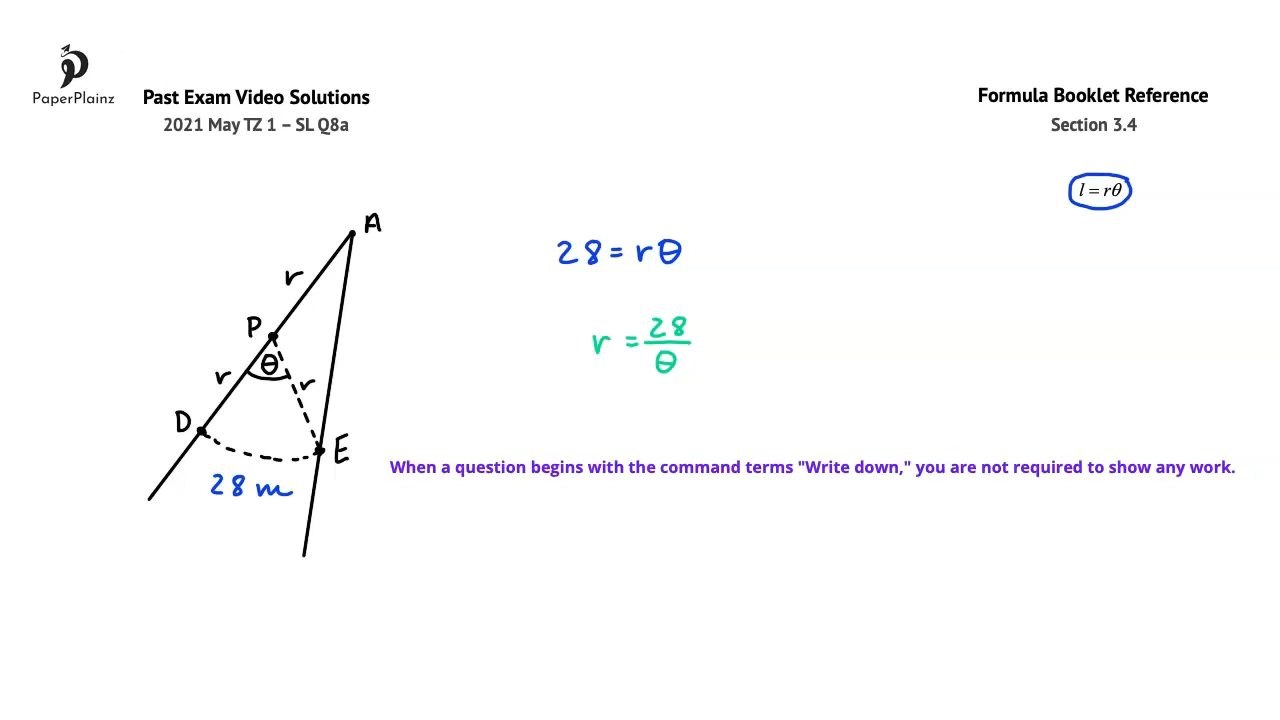 PaperPlainz
Past Exam Video Solutions
2021 May TZ 1 – SL Q8a
Formula Booklet Reference
Section 3.4
l = rθ
A
r
P
θ
r
r
D
E
28 m
28 = rθ
r = 28/θ
When a question begins with the command terms "Write down," you are not required to show any work.